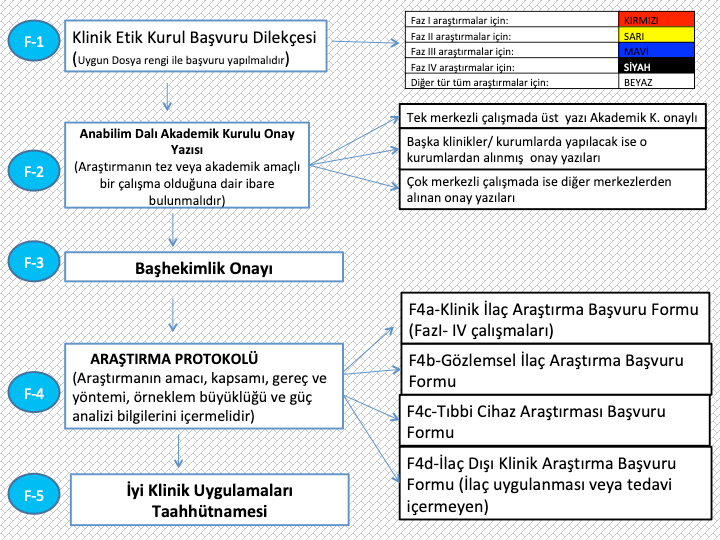 F-1
Klinik Etik Kurul Başvuru Dilekçesi
(Uygun Dosya rengi ile başvuru yapılmalıdır)
Faz I araştırmalar için: KIRMIZI
Faz II araştırmalar için: SARI
Faz III araştırmalar için: MAVİ
Faz IV araştırmalar için: SİYAH
Diğer tür tüm araştırmalar için: BEYAZ
F-2
Anabilim Dalı Akademik Kurulu Onay
Yazısı
(Araştırmanın tez veya akademik amaçlı
bir çalışma olduğuna dair ibare
bulunmalıdır)
Tek merkezli çalışmada üst yazı Akademik K. onaylı
Başka klinikler/ kurumlarda yapılacak ise o
kurumlardan alınmış onay yazıları
Çok merkezli çalışmada ise diğer merkezlerden
alınan onay yazıları
F-3
Başhekimlik Onayı
F-4
ARAŞTIRMA PROTOKOLÜ
(Araştırmanın amacı, kapsamı, gereç ve
yöntemi, örneklem büyüklüğü ve güç
analizi bilgilerini içermelidir)
F4a-Klinik İlaç Araştırma Başvuru Formu
(FazI- IV çalışmaları)
F4b-Gözlemsel İlaç Araştırma Başvuru
Formu
F4c-Tıbbi Cihaz Araştırması Başvuru
Formu
F4d-İlaç Dışı Klinik Araştırma Başvuru
Formu (İlaç uygulanması veya tedavi
içermeyen)
F-5
İyi Klinik Uygulamaları
Taahhütnamesi